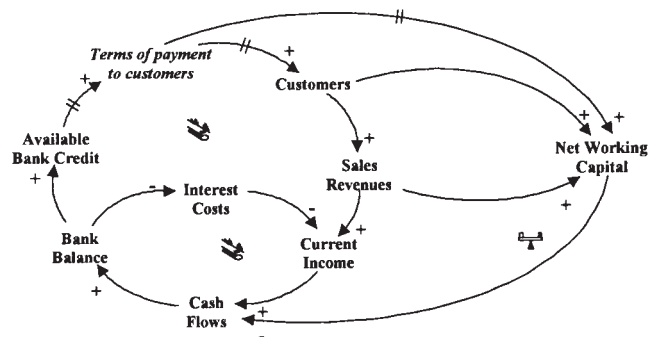 Terms of payment
to customers
+
+
Customers
Available
Bank Credit
+
+
+
+
Sales
Revenues
Net Working
Capital
+
-
Interest
Costs
-
+
Bank
Balance
Current
Income
+
+
Cash
Flows
+
-